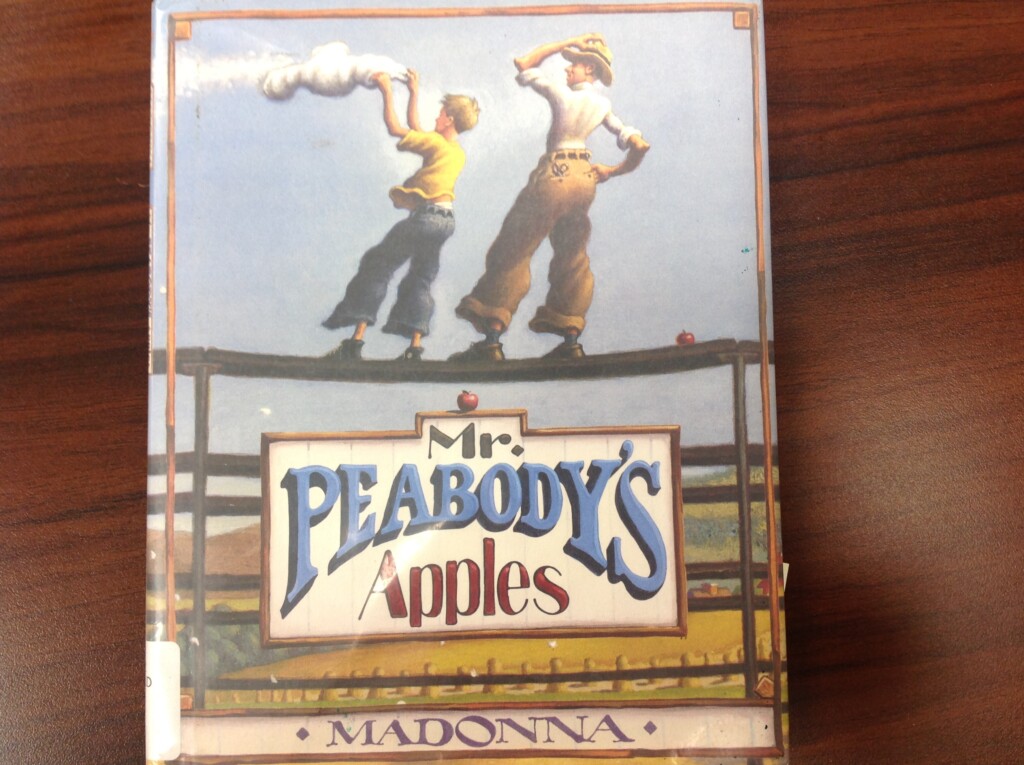 Mr.
PEABODY'S
Apples
• MADONNA •
D